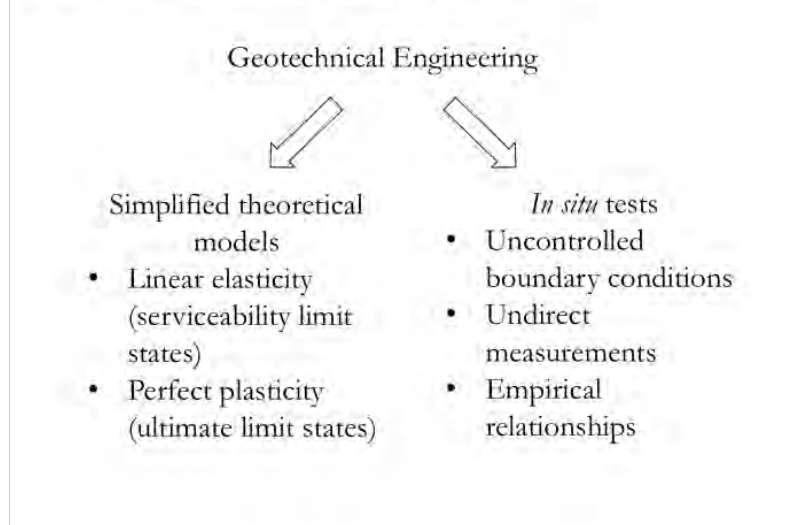 Geotechnical Engineering
Simplified theoretical
models
• Linear elasticity
(serviceability limit
states)
• Perfect plasticity
(ultimate limit states)
In situ tests
• Uncontrolled
boundary conditions
• Undirect
measurements
• Empirical
relationships